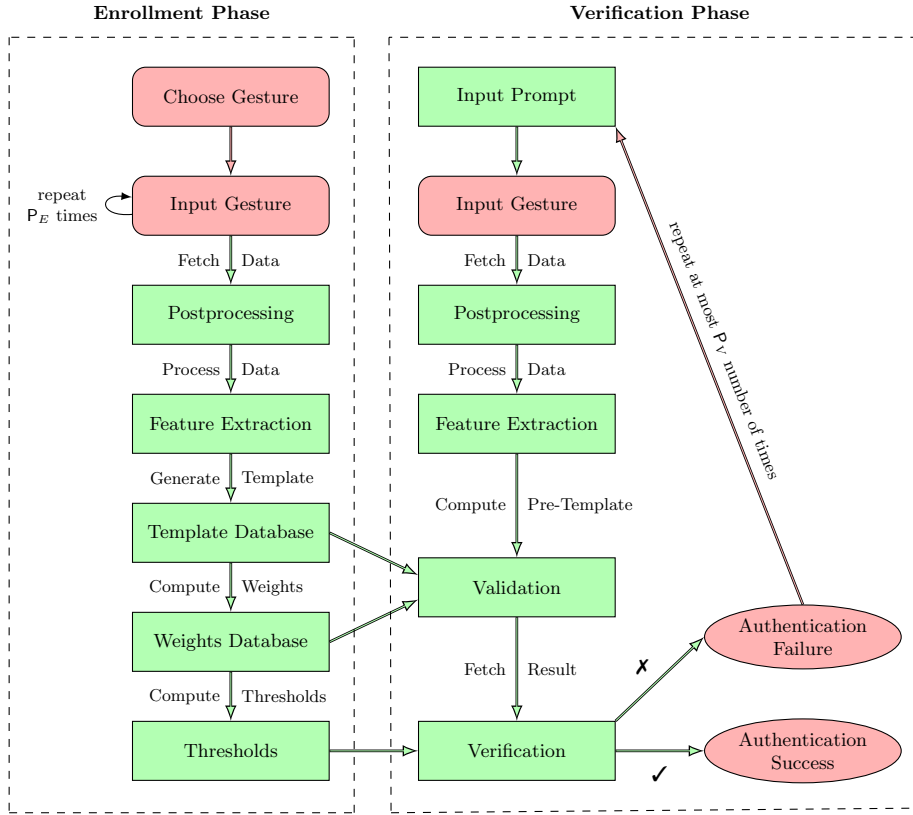 Enrollment Phase
Choose Gesture
repeat
P_E times
Input Gesture
Fetch Data
Postprocessing
Process Data
Feature Extraction
Generate Template
Template Database
Compute Weights
Weights Database
Compute Thresholds
Thresholds
Verification Phase
Input Prompt
Input Gesture
Fetch Data
Postprocessing
Process Data
Feature Extraction
Compute Pre-Template
Validation
Fetch Result
Verification
✗
✓
Authentication
Failure
Authentication
Success
repeat at most P_V number of times